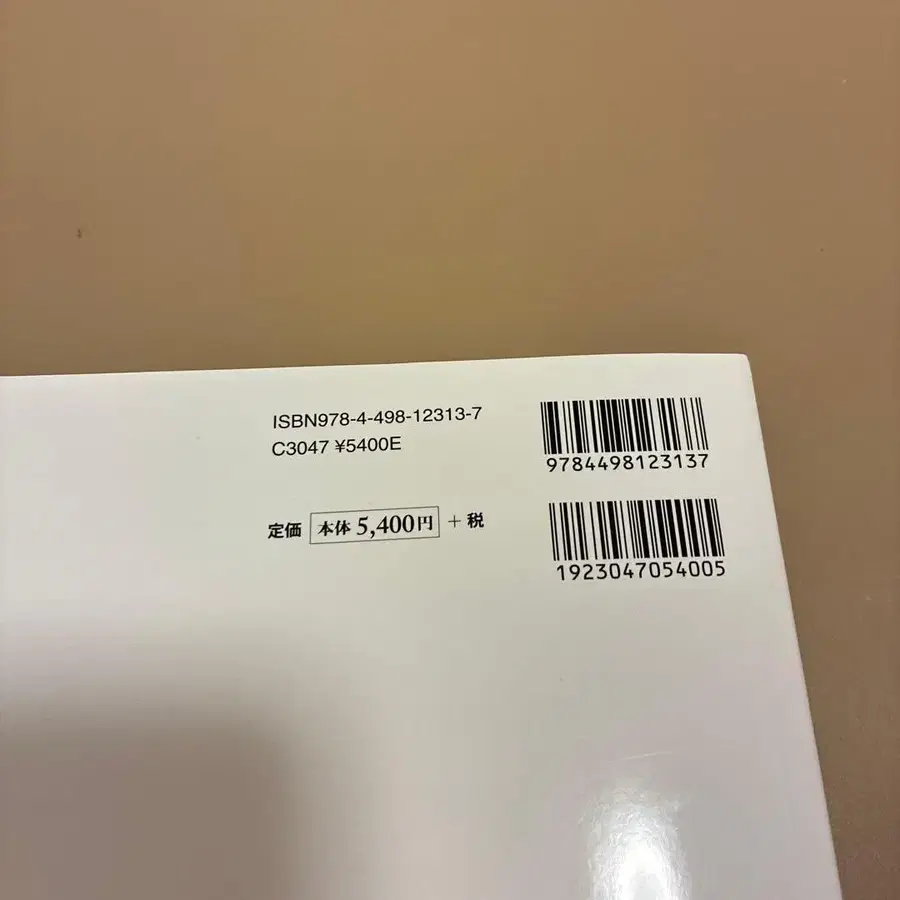 ISBN978-4-498-12313-7
C3047 ¥5400E
9784498123137
定価 本体 5,400円 + 税
1923047054005